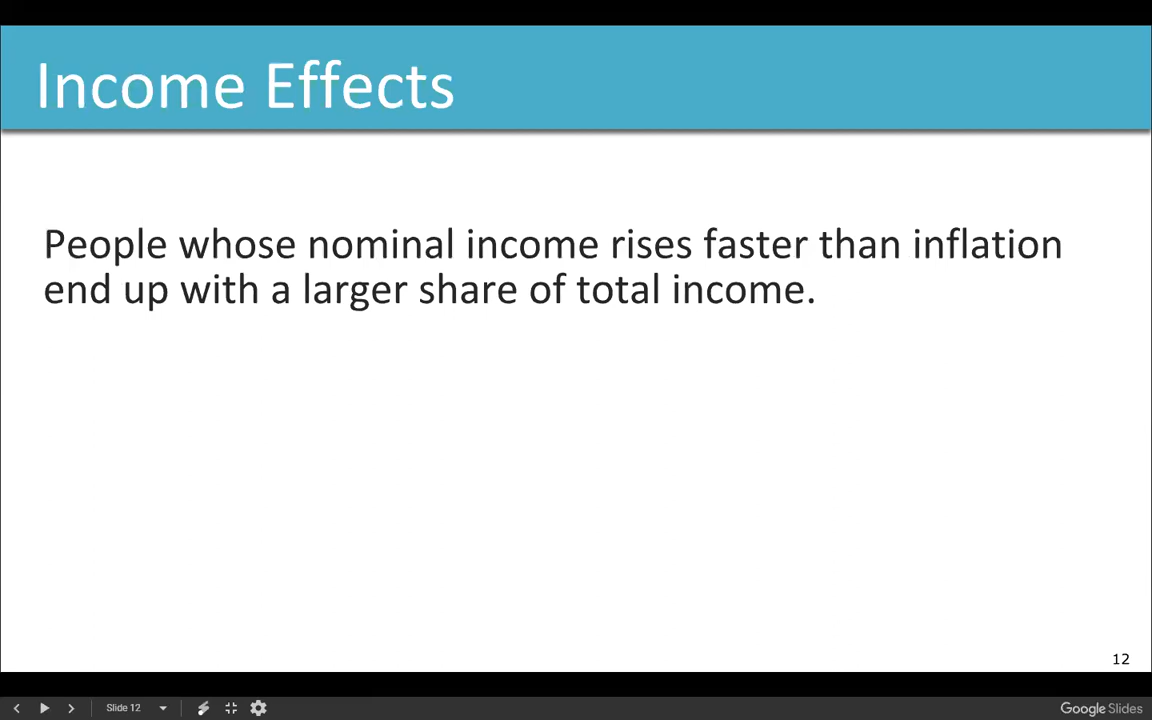 Income Effects
People whose nominal income rises faster than inflation
end up with a larger share of total income.
12
Slide 12
Google Slides